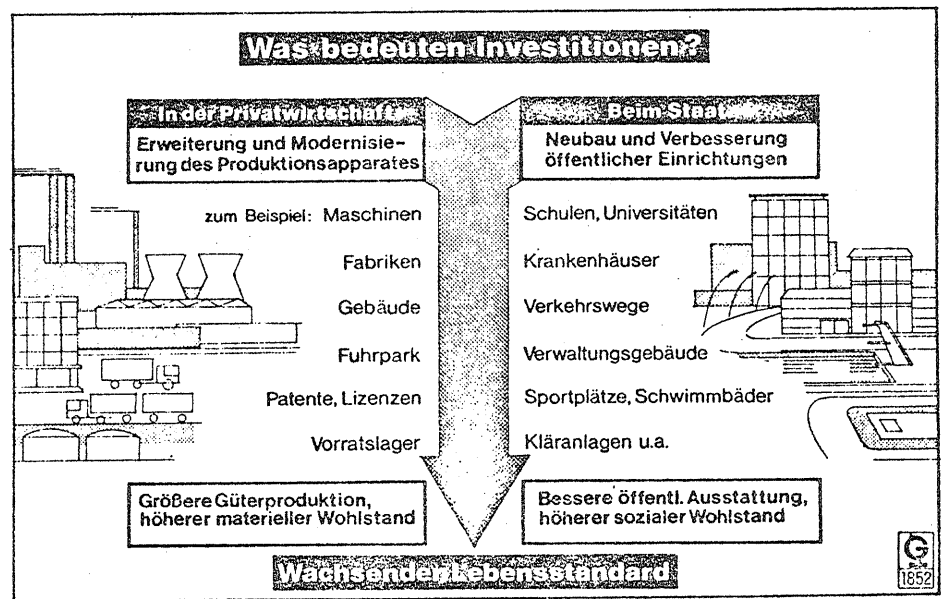 Was bedeuten Investitionen?
In der Privatwirtschaft
Erweiterung und Modernisie-
rung des Produktionsapparates
zum Beispiel: Maschinen
Fabriken
Gebäude
Fuhrpark
Patente, Lizenzen
Vorratslager
Größere Güterproduktion,
höherer materieller Wohlstand
Beim Staat
Neubau und Verbesserung
öffentlicher Einrichtungen
Schulen, Universitäten
Krankenhäuser
Verkehrswege
Verwaltungsgebäude
Sportplätze, Schwimmbäder
Kläranlagen u.a.
Bessere öffentl. Ausstattung,
höherer sozialer Wohlstand
Wachsender Lebensstandard
G
1852